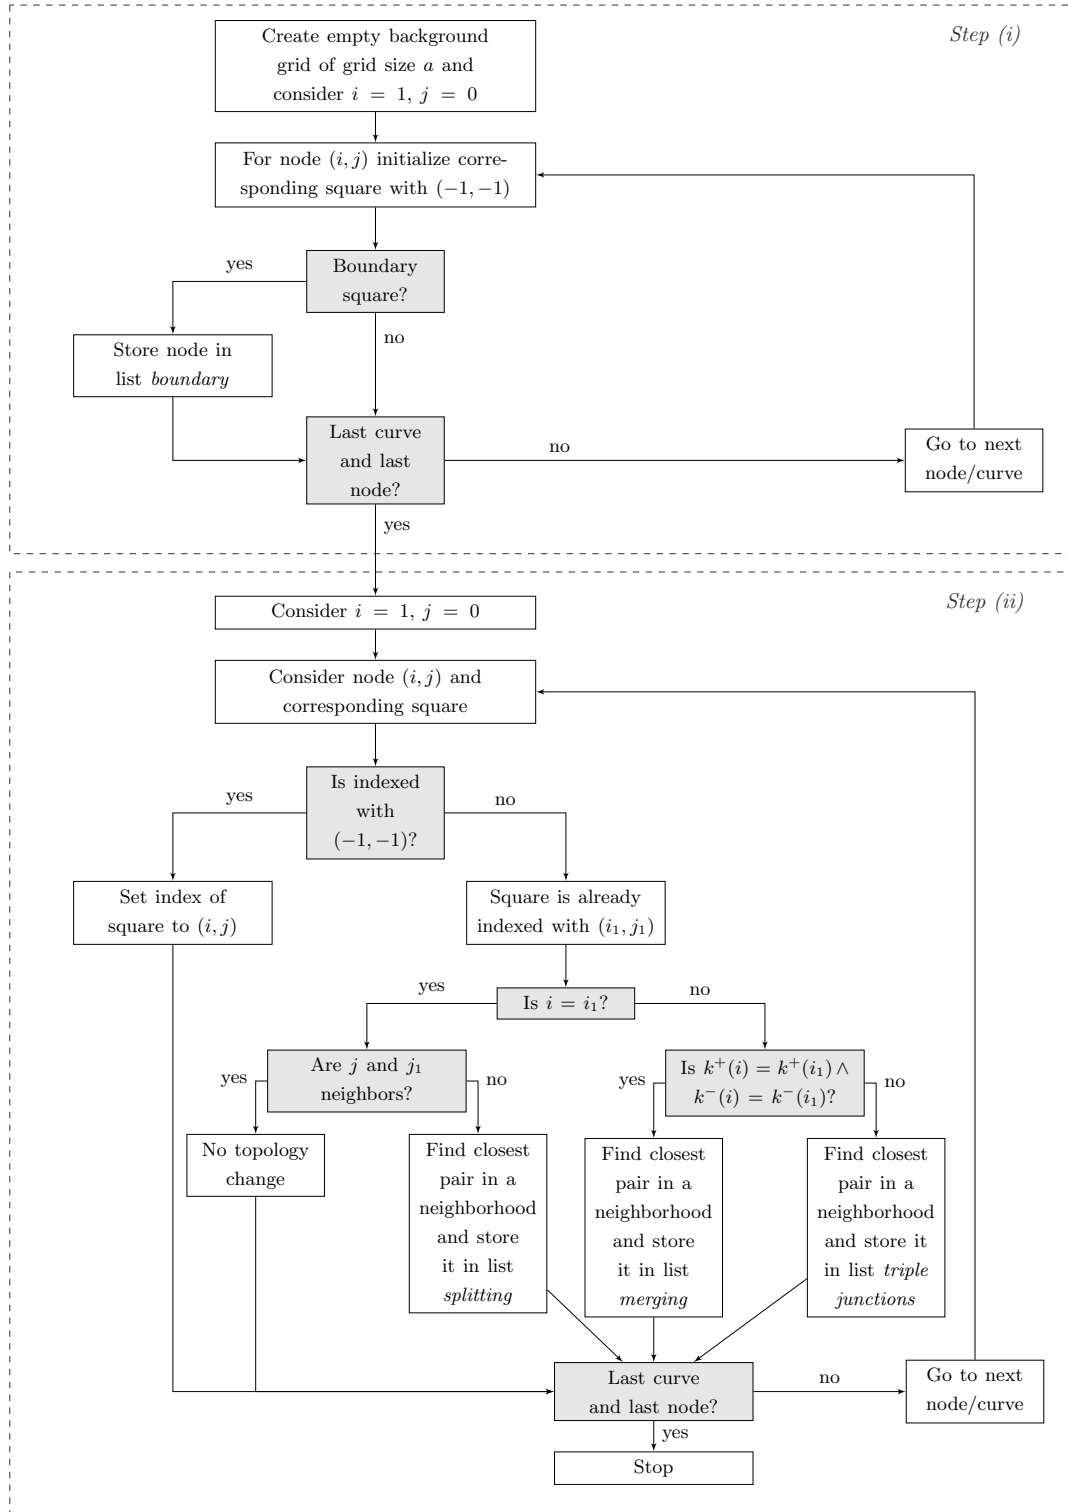 Step (i)
Create empty background
grid of grid size a and
consider i = 1, j = 0
For node (i, j) initialize corre-
sponding square with (−1, −1)
Boundary
square?
yes
no
Store node in
list boundary
Last curve
and last
node?
no
Go to next
node/curve
yes
Step (ii)
Consider i = 1, j = 0
Consider node (i, j) and
corresponding square
Is indexed
with
(−1, −1)?
yes
no
Set index of
square to (i, j)
Square is already
indexed with (i₁, j₁)
Is i = i₁?
yes
no
Are j and j₁
neighbors?
yes
no
Is k⁺(i) = k⁺(i₁) ∧
k⁻(i) = k⁻(i₁)?
yes
no
No topology
change
Find closest
pair in a
neighborhood
and store
it in list
splitting
Find closest
pair in a
neighborhood
and store
it in list
merging
Find closest
pair in a
neighborhood
and store it
in list triple
junctions
Last curve
and last node?
no
Go to next
node/curve
yes
Stop